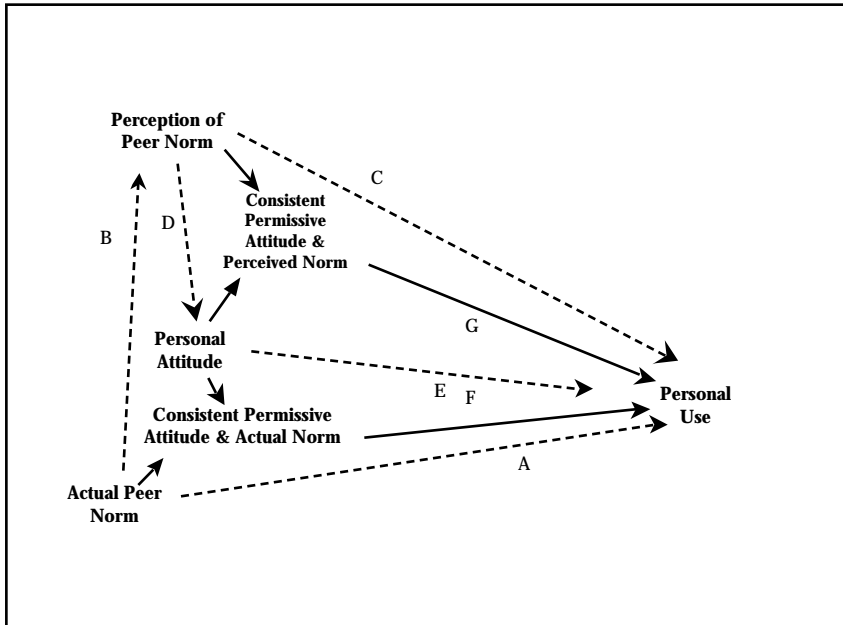 Perception of
Peer Norm
C
Consistent
Permissive
Attitude &
Perceived Norm
D
B
G
Personal
Attitude
E
F
Personal
Use
Consistent Permissive
Attitude & Actual Norm
A
Actual Peer
Norm